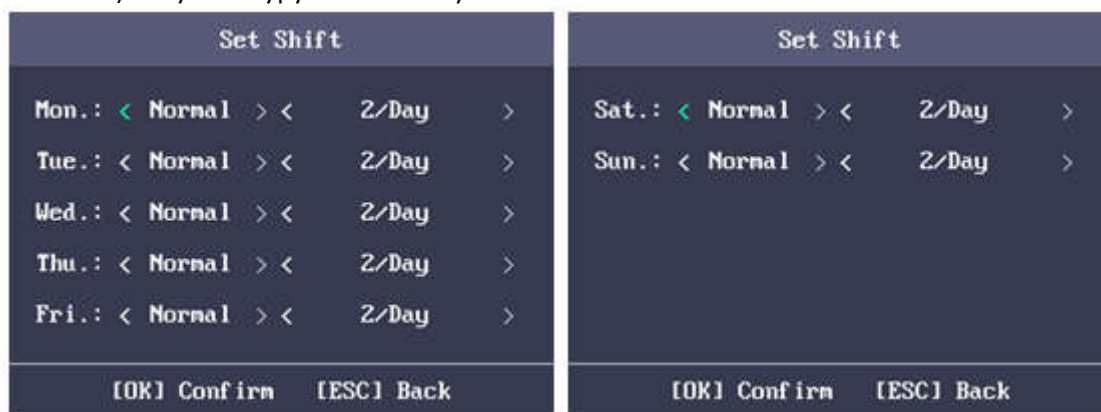 Set Shift
Mon.: < Normal > < 2/Day >
Tue.: < Normal > < 2/Day >
Wed.: < Normal > < 2/Day >
Thu.: < Normal > < 2/Day >
Fri.: < Normal > < 2/Day >
[OK] Confirm [ESC] Back
Set Shift
Sat.: < Normal > < 2/Day >
Sun.: < Normal > < 2/Day >
[OK] Confirm [ESC] Back